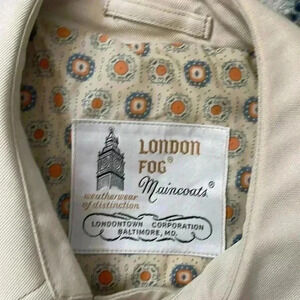 LONDON
FOG®
Maincoats®
weatherwear
of distinction
LONDONTOWN CORPORATION
BALTIMORE, MD.